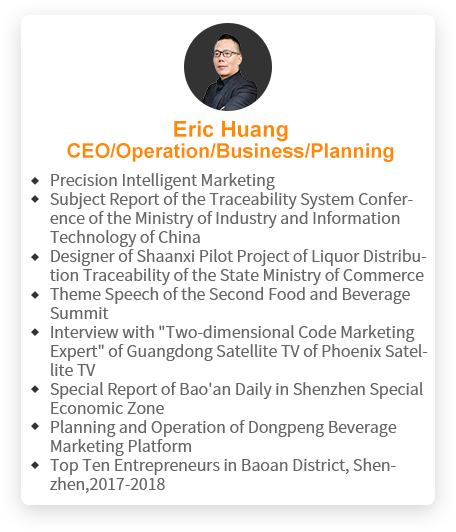 Eric Huang
CEO/Operation/Business/Planning
Precision Intelligent Marketing
Subject Report of the Traceability System Confer-
ence of the Ministry of Industry and Information
Technology of China
Designer of Shaanxi Pilot Project of Liquor Distribu-
tion Traceability of the State Ministry of Commerce
Theme Speech of the Second Food and Beverage
Summit
Interview with "Two-dimensional Code Marketing
Expert" of Guangdong Satellite TV of Phoenix Satel-
lite TV
Special Report of Bao'an Daily in Shenzhen Special
Economic Zone
Planning and Operation of Dongpeng Beverage
Marketing Platform
Top Ten Entrepreneurs in Baoan District, Shen-
zhen,2017-2018